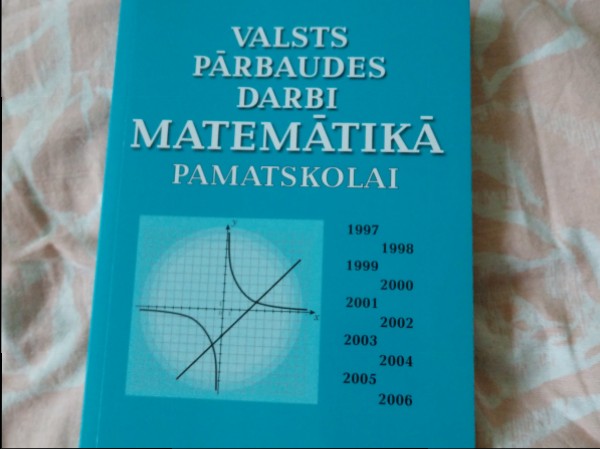 VALSTS
PĀRBAUDES
DARBI
MATEMĀTIKĀ
PAMATSKOLAI
y
x
1997
1998
1999
2000
2001
2002
2003
2004
2005
2006